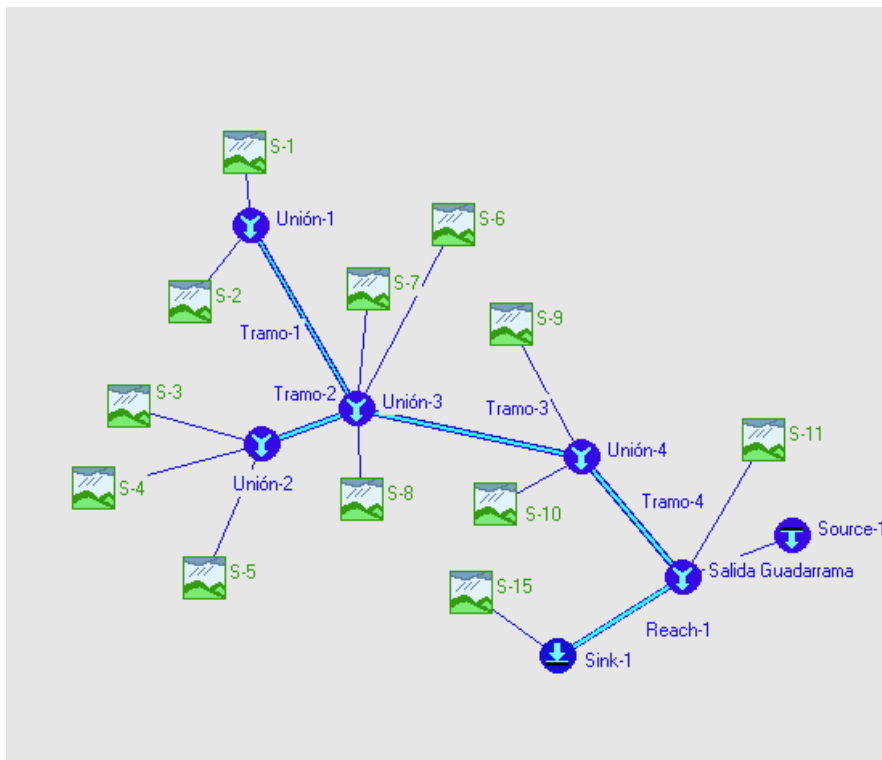 S-1
Unión-1
S-6
S-7
S-2
S-9
Tramo-1
S-3
Tramo-2
Unión-3
Tramo-3
S-11
Unión-4
S-4
Unión-2
S-8
Tramo-4
S-10
Source-1
S-5
Salida Guadarrama
S-15
Reach-1
Sink-1